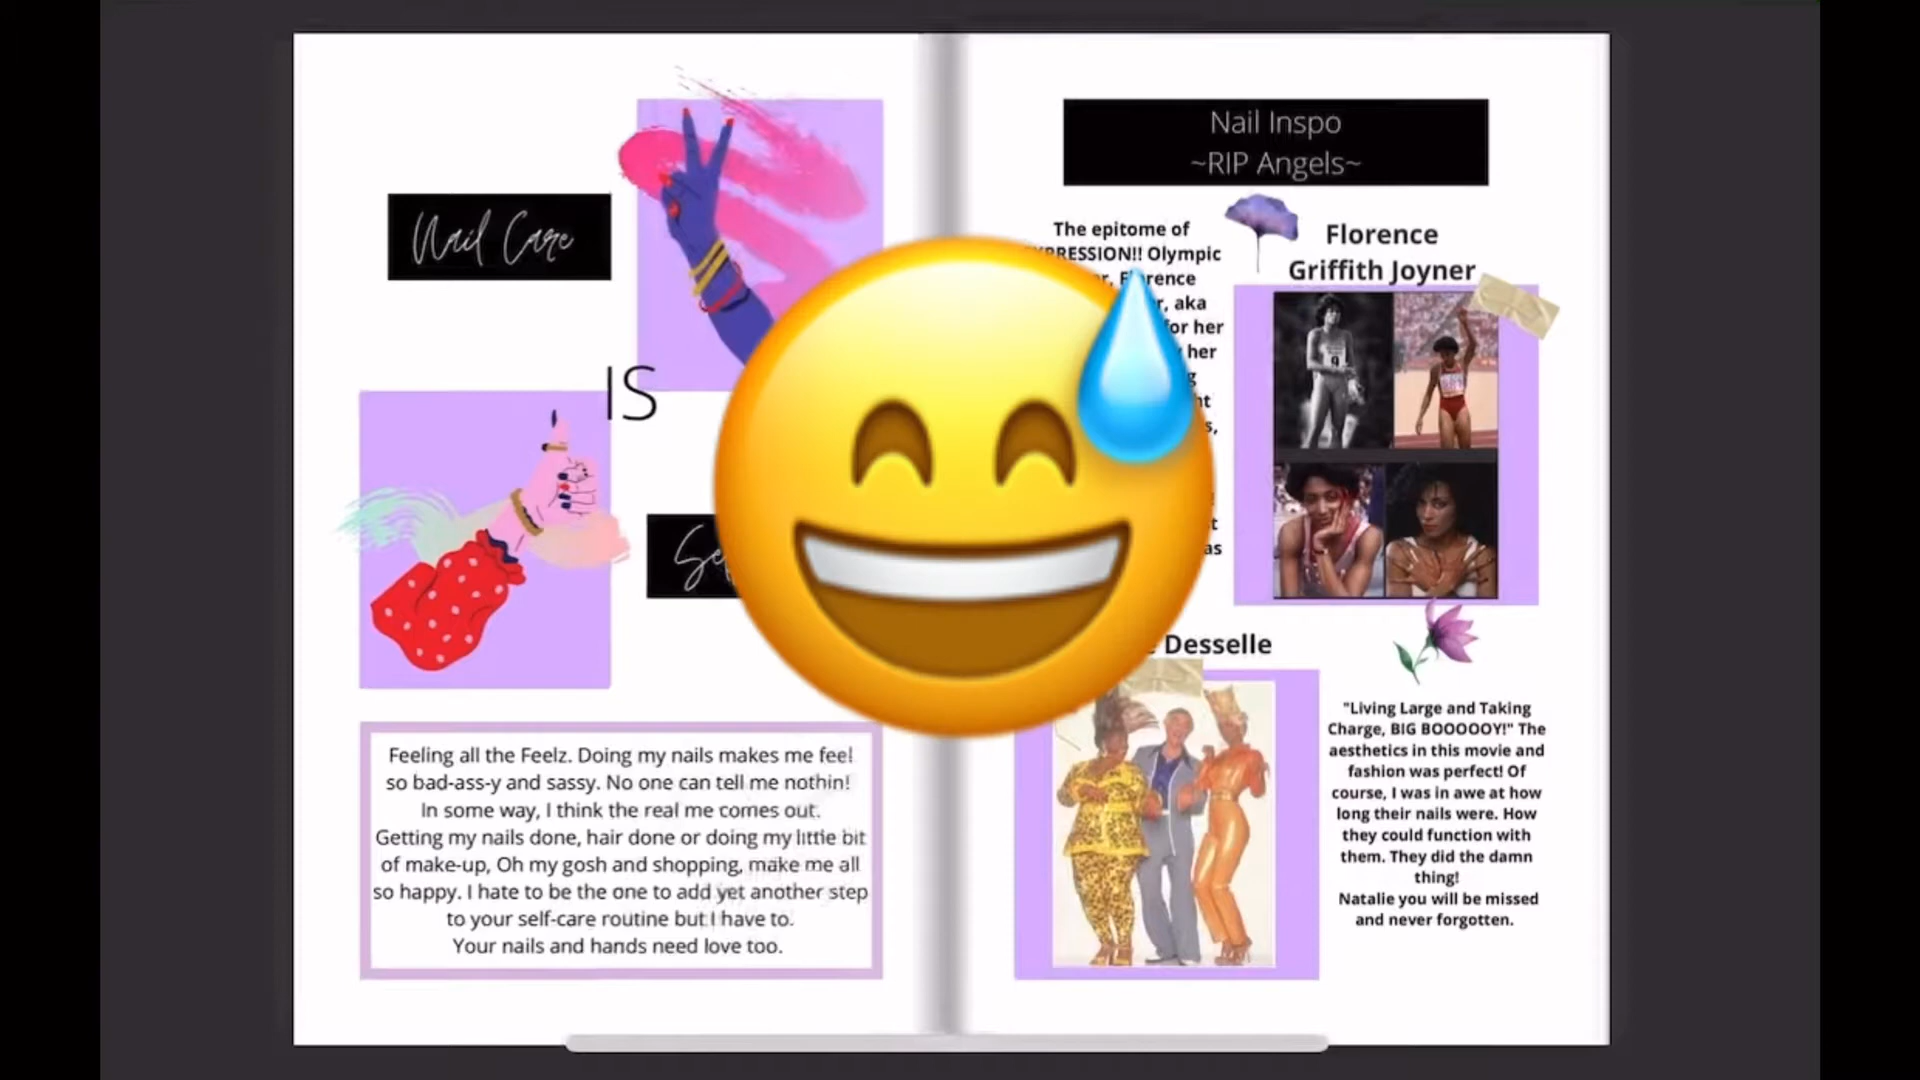 Nail Care
IS
Feeling all the Feelz. Doing my nails makes me feel
so bad-ass-y and sassy. No one can tell me nothin!
In some way, I think the real me comes out.
Getting my nails done, hair done or doing my little bit
of make-up, Oh my gosh and shopping, make me all
so happy. I hate to be the one to add yet another step
to your self-care routine but I have to.
Your nails and hands need love too.
Nail Inspo
~RIP Angels~
The epitome of
Olympic
aka
for her
her
Florence
Griffith Joyner
Desselle
"Living Large and Taking
Charge, BIG BOOOOOY!" The
aesthetics in this movie and
fashion was perfect! Of
course, I was in awe at how
long their nails were. How
they could function with
them. They did the damn
thing!
Natalie you will be missed
and never forgotten.